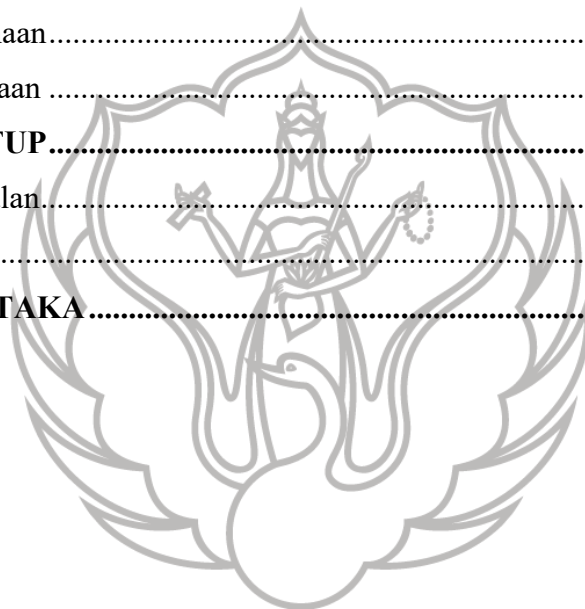 aan....................................................................
aan ....................................................................
TUP....................................................................
lan....................................................................
....................................................................
TAKA....................................................................